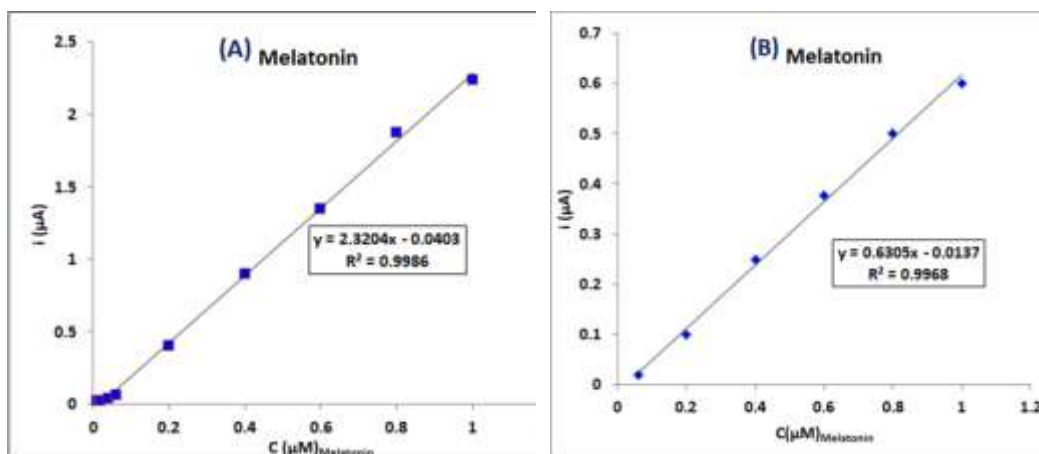 (A) Melatonin
2.5
2
1.5
1
0.5
0
i (µA)
y = 2.3204x - 0.0403
R² = 0.9986
0 0.2 0.4 0.6 0.8 1
C (µM)Melatonin
(B) Melatonin
0.7
0.6
0.5
0.4
0.3
0.2
0.1
0
i (µA)
y = 0.6305x - 0.0137
R² = 0.9968
0 0.2 0.4 0.6 0.8 1 1.2
C(µM)Melatonin